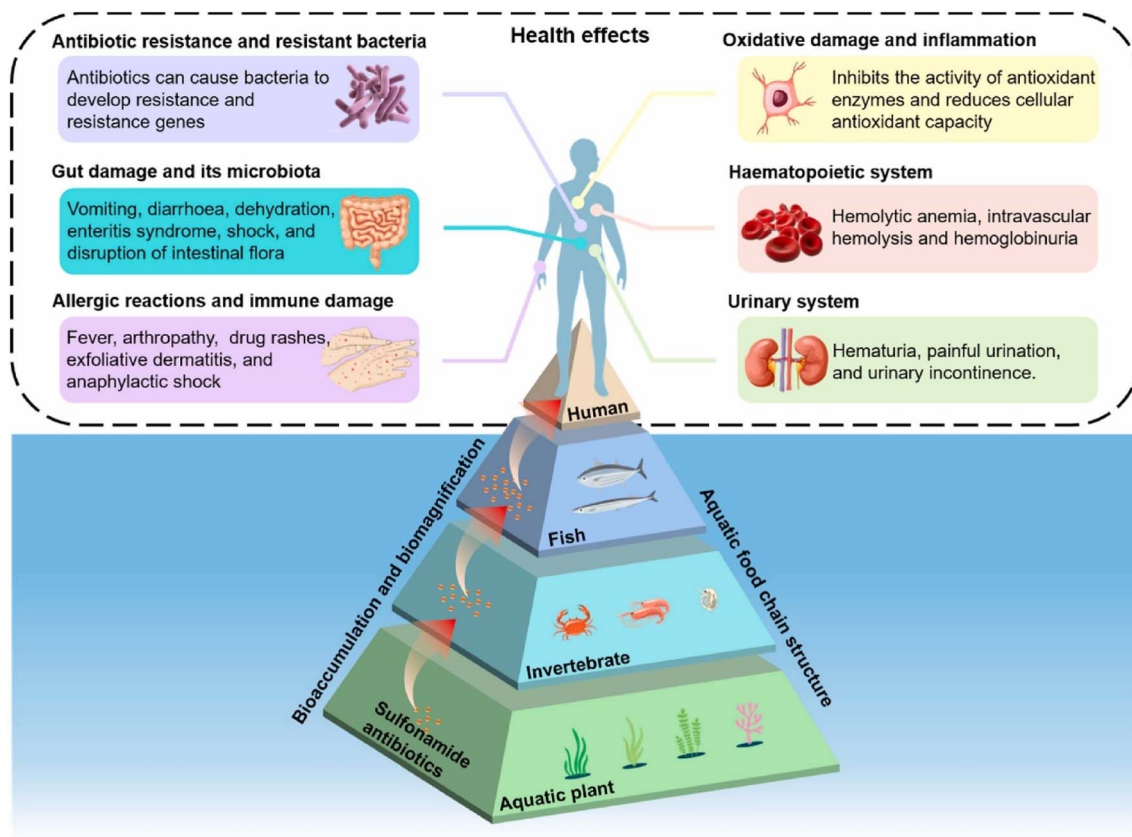 Health effects
Antibiotic resistance and resistant bacteria
Antibiotics can cause bacteria to
develop resistance and
resistance genes
Gut damage and its microbiota
Vomiting, diarrhoea, dehydration,
enteritis syndrome, shock, and
disruption of intestinal flora
Allergic reactions and immune damage
Fever, arthropathy, drug rashes,
exfoliative dermatitis, and
anaphylactic shock
Oxidative damage and inflammation
Inhibits the activity of antioxidant
enzymes and reduces cellular
antioxidant capacity
Haematopoietic system
Hemolytic anemia, intravascular
hemolysis and hemoglobinuria
Urinary system
Hematuria, painful urination,
and urinary incontinence.
Human
Fish
Invertebrate
Aquatic plant
Sulfonamide
antibiotics
Bioaccumulation and biomagnification
Aquatic food chain structure